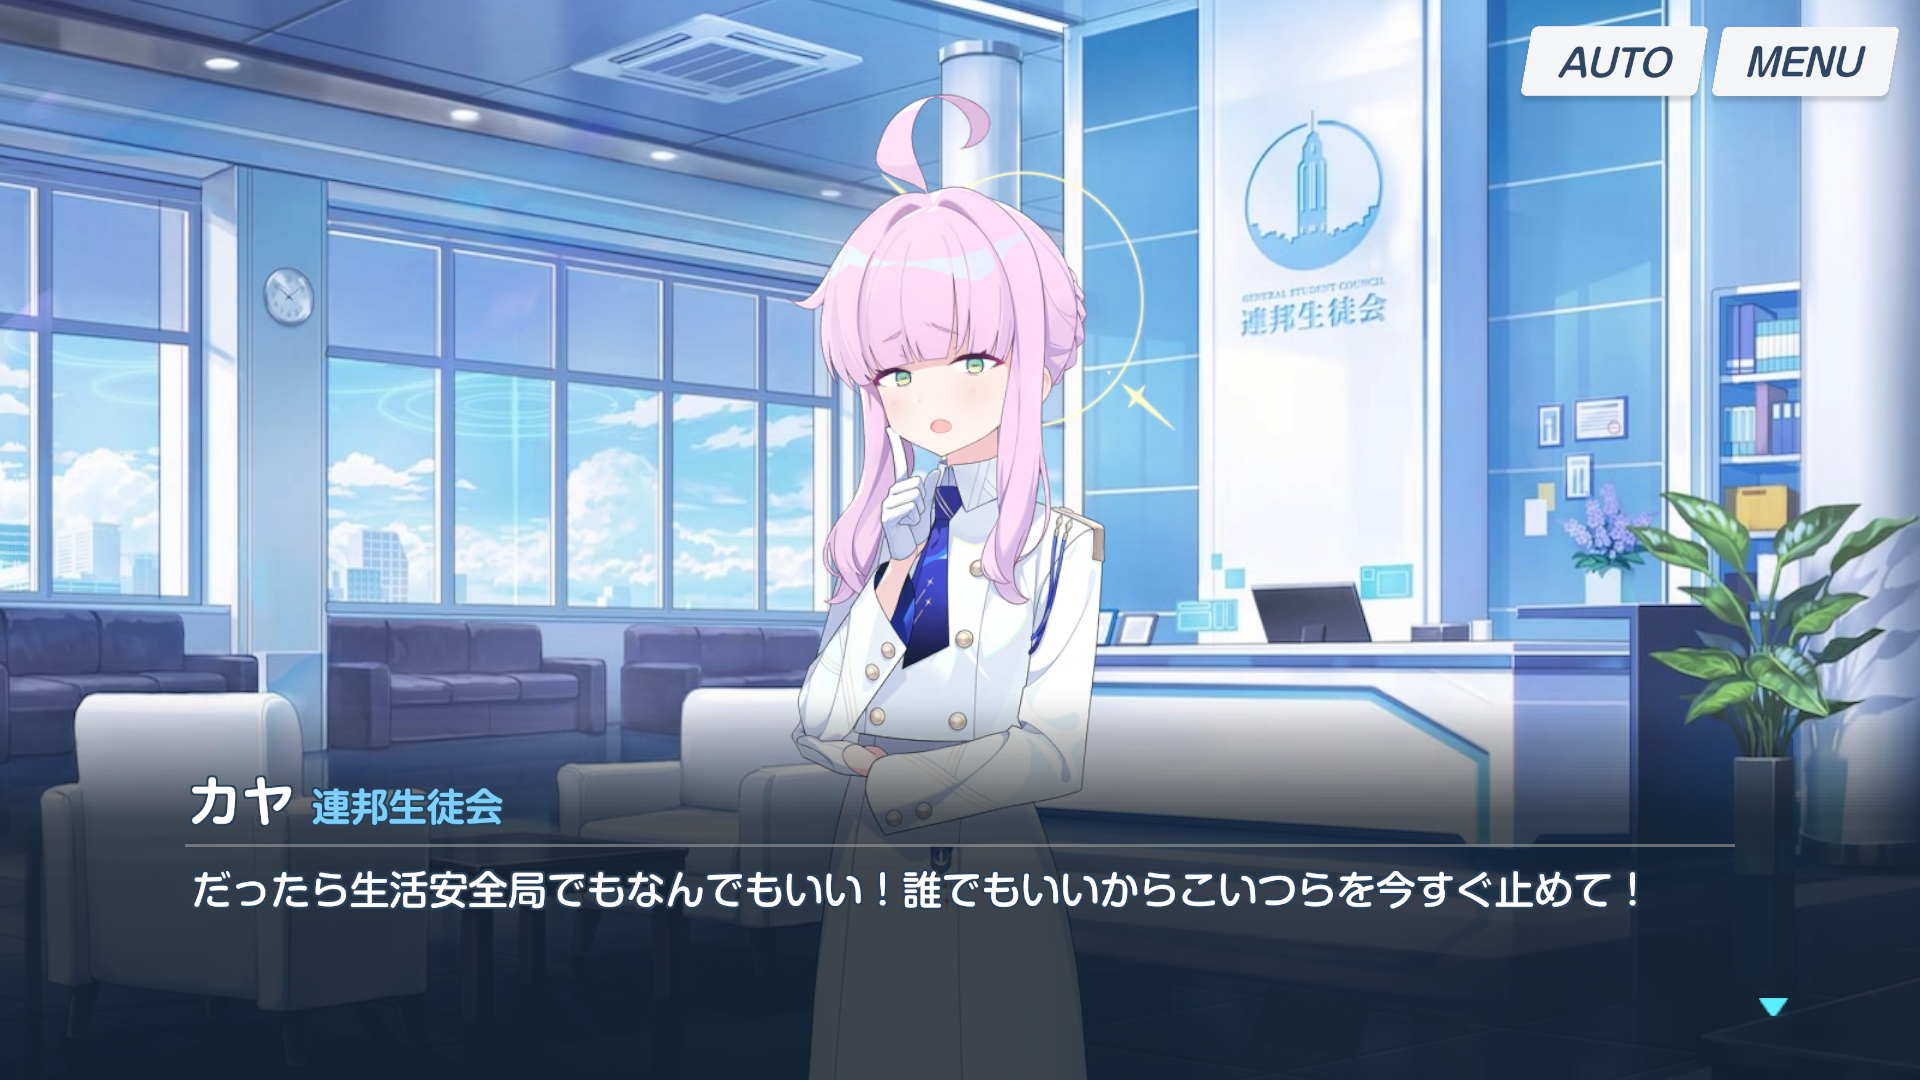 AUTO
MENU
GENERAL STUDENT COUNCIL
連邦生徒会
カヤ 連邦生徒会
だったら生活安全局でもなんでもいい！誰でもいいからこいつらを今すぐ止めて！